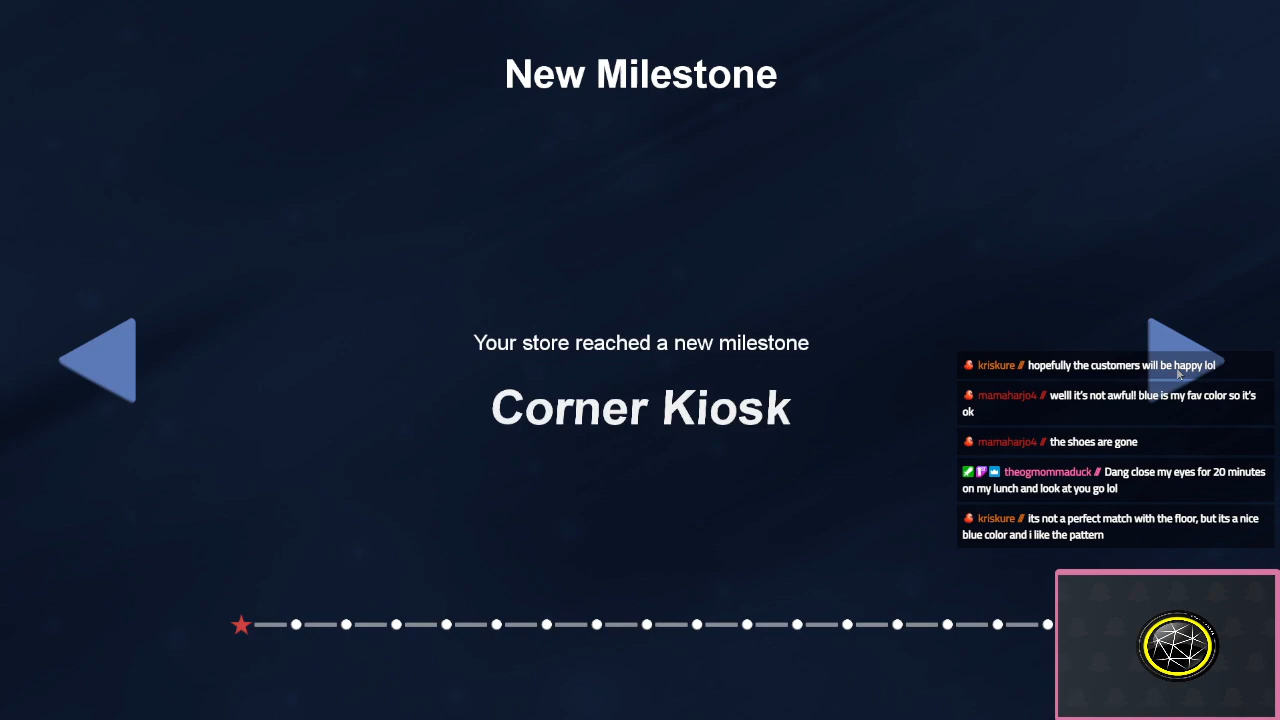 New Milestone
Your store reached a new milestone
Corner Kiosk
kriskure // hopefully the customers will be happy lol
mamaharjo4 // welll it's not awful! blue is my fav color so it's
ok
mamaharjo4 // the shoes are gone
theogmommaduck // Dang close my eyes for 20 minutes
on my lunch and look at you go lol
kriskure // its not a perfect match with the floor, but its a nice
blue color and i like the pattern